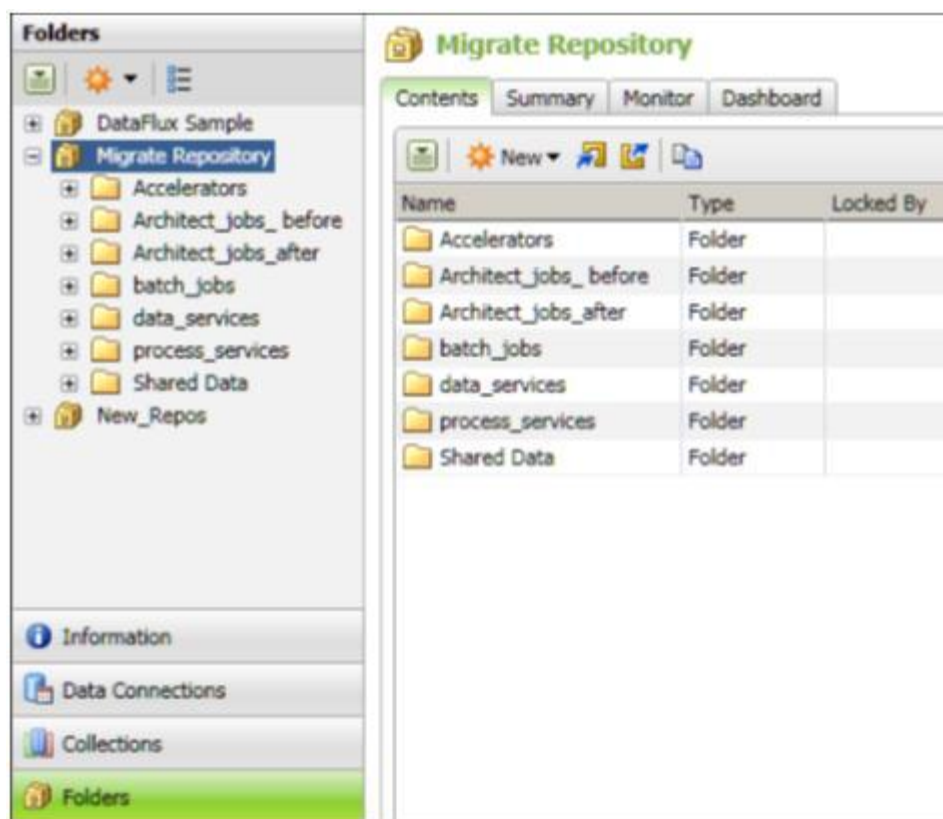 Folders
DataFlux Sample
Migrate Repository
Accelerators
Architect_jobs_ before
Architect_jobs_after
batch_jobs
data_services
process_services
Shared Data
New_Repos
Information
Data Connections
Collections
Folders
Migrate Repository
Contents Summary Monitor Dashboard
New
Name Type Locked By
Accelerators Folder
Architect_jobs_ before Folder
Architect_jobs_after Folder
batch_jobs Folder
data_services Folder
process_services Folder
Shared Data Folder